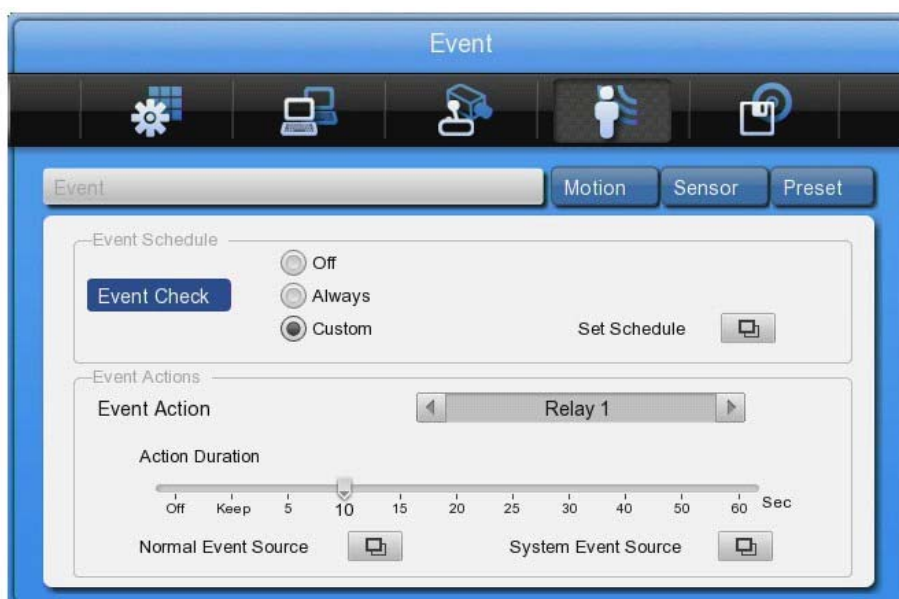 Event
Event Motion Sensor Preset
Event Schedule
Off
Event Check Always
Custom Set Schedule
Event Actions
Event Action Relay 1
Action Duration
Off Keep 5 10 15 20 25 30 40 50 60 Sec
Normal Event Source System Event Source